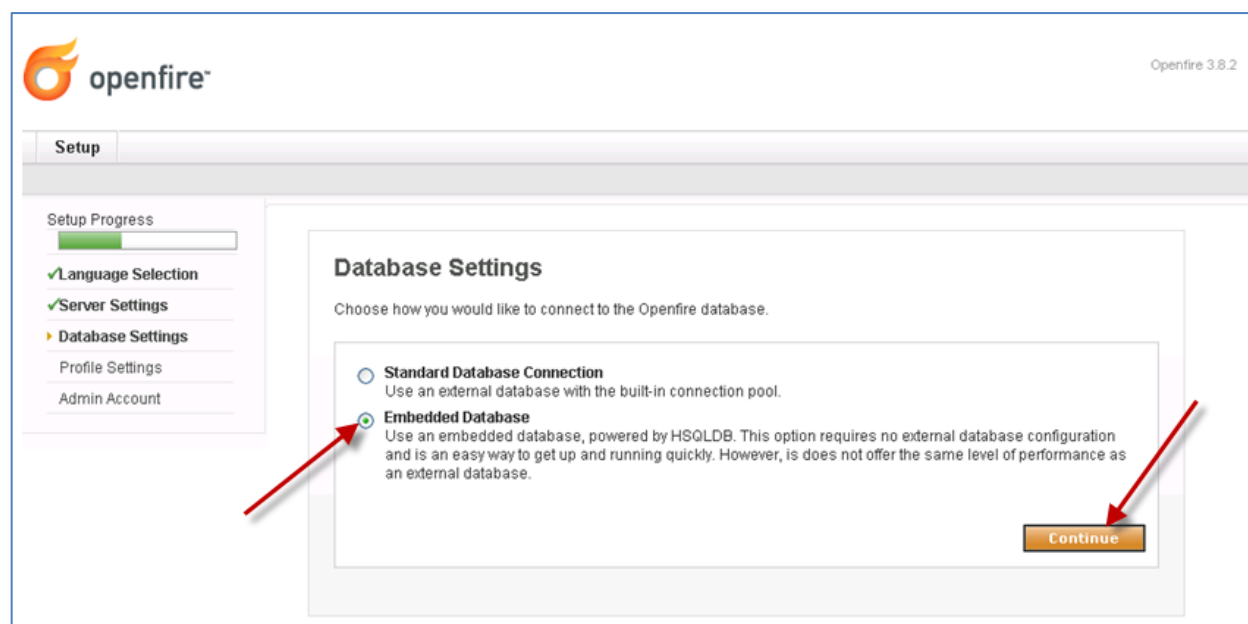 openfire™
Openfire 3.8.2
Setup
Setup Progress
Language Selection
Server Settings
Database Settings
Profile Settings
Admin Account
Database Settings
Choose how you would like to connect to the Openfire database.
Standard Database Connection
Use an external database with the built-in connection pool.
Embedded Database
Use an embedded database, powered by HSQLDB. This option requires no external database configuration
and is an easy way to get up and running quickly. However, is does not offer the same level of performance as
an external database.
Continue